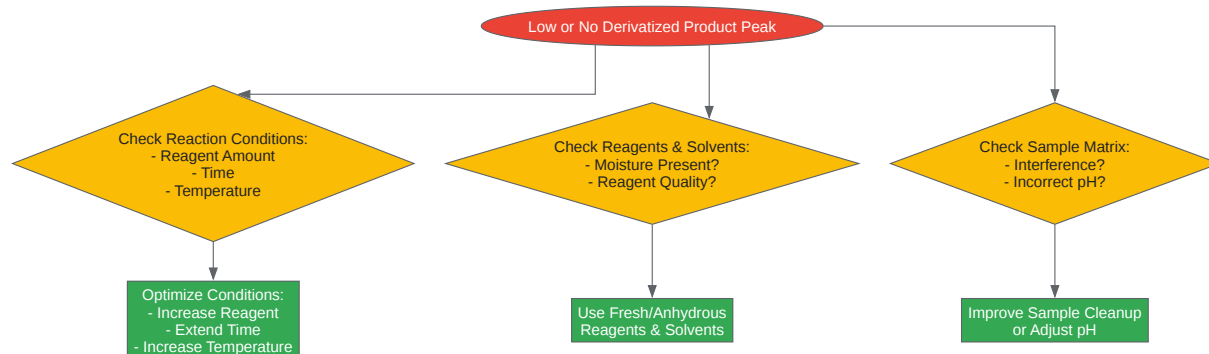 Low or No Derivatized Product Peak
Check Reaction Conditions:
- Reagent Amount
- Time
- Temperature
Check Reagents & Solvents:
- Moisture Present?
- Reagent Quality?
Check Sample Matrix:
- Interference?
- Incorrect pH?
Optimize Conditions:
- Increase Reagent
- Extend Time
- Increase Temperature
Use Fresh/Anhydrous
Reagents & Solvents
Improve Sample Cleanup
or Adjust pH